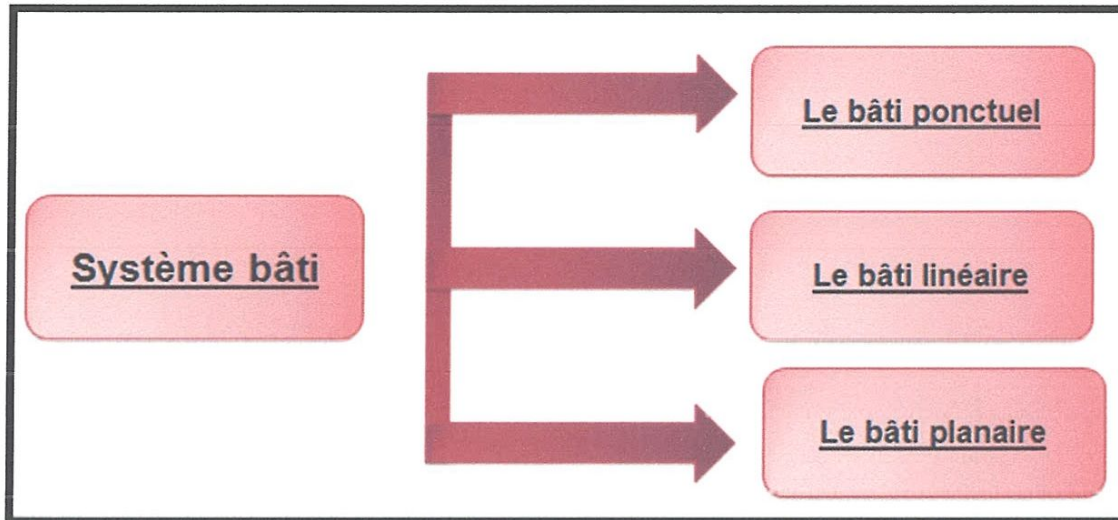 Système bâti
Le bâti ponctuel
Le bâti linéaire
Le bâti planaire